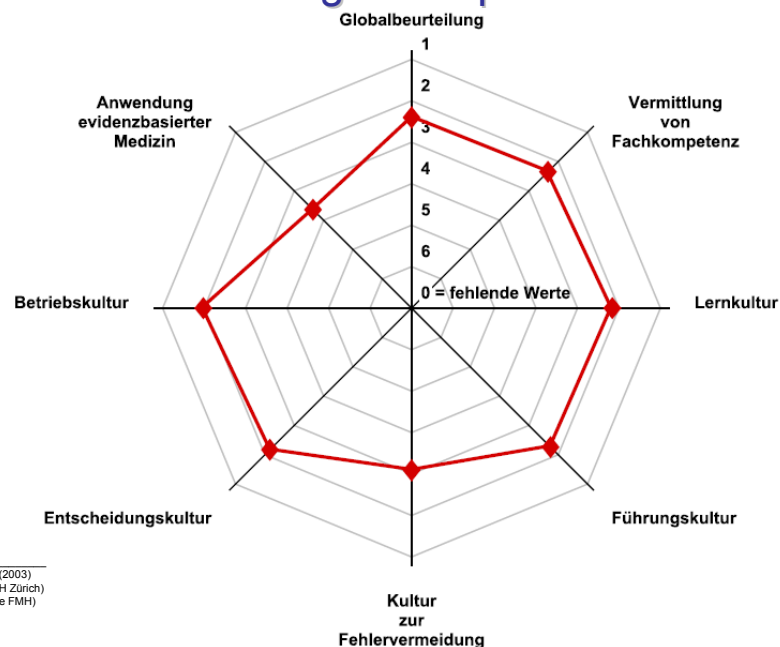 Globalbeurteilung
1
2
3
4
5
6
0 = fehlende Werte
Vermittlung
von
Fachkompetenz
Lernkultur
Führungskultur
Kultur
zur
Fehlervermeidung
Entscheidungskultur
Betriebskultur
Anwendung
evidenzbasierter
Medizin
(2003)
H Zürich)
e FMH)